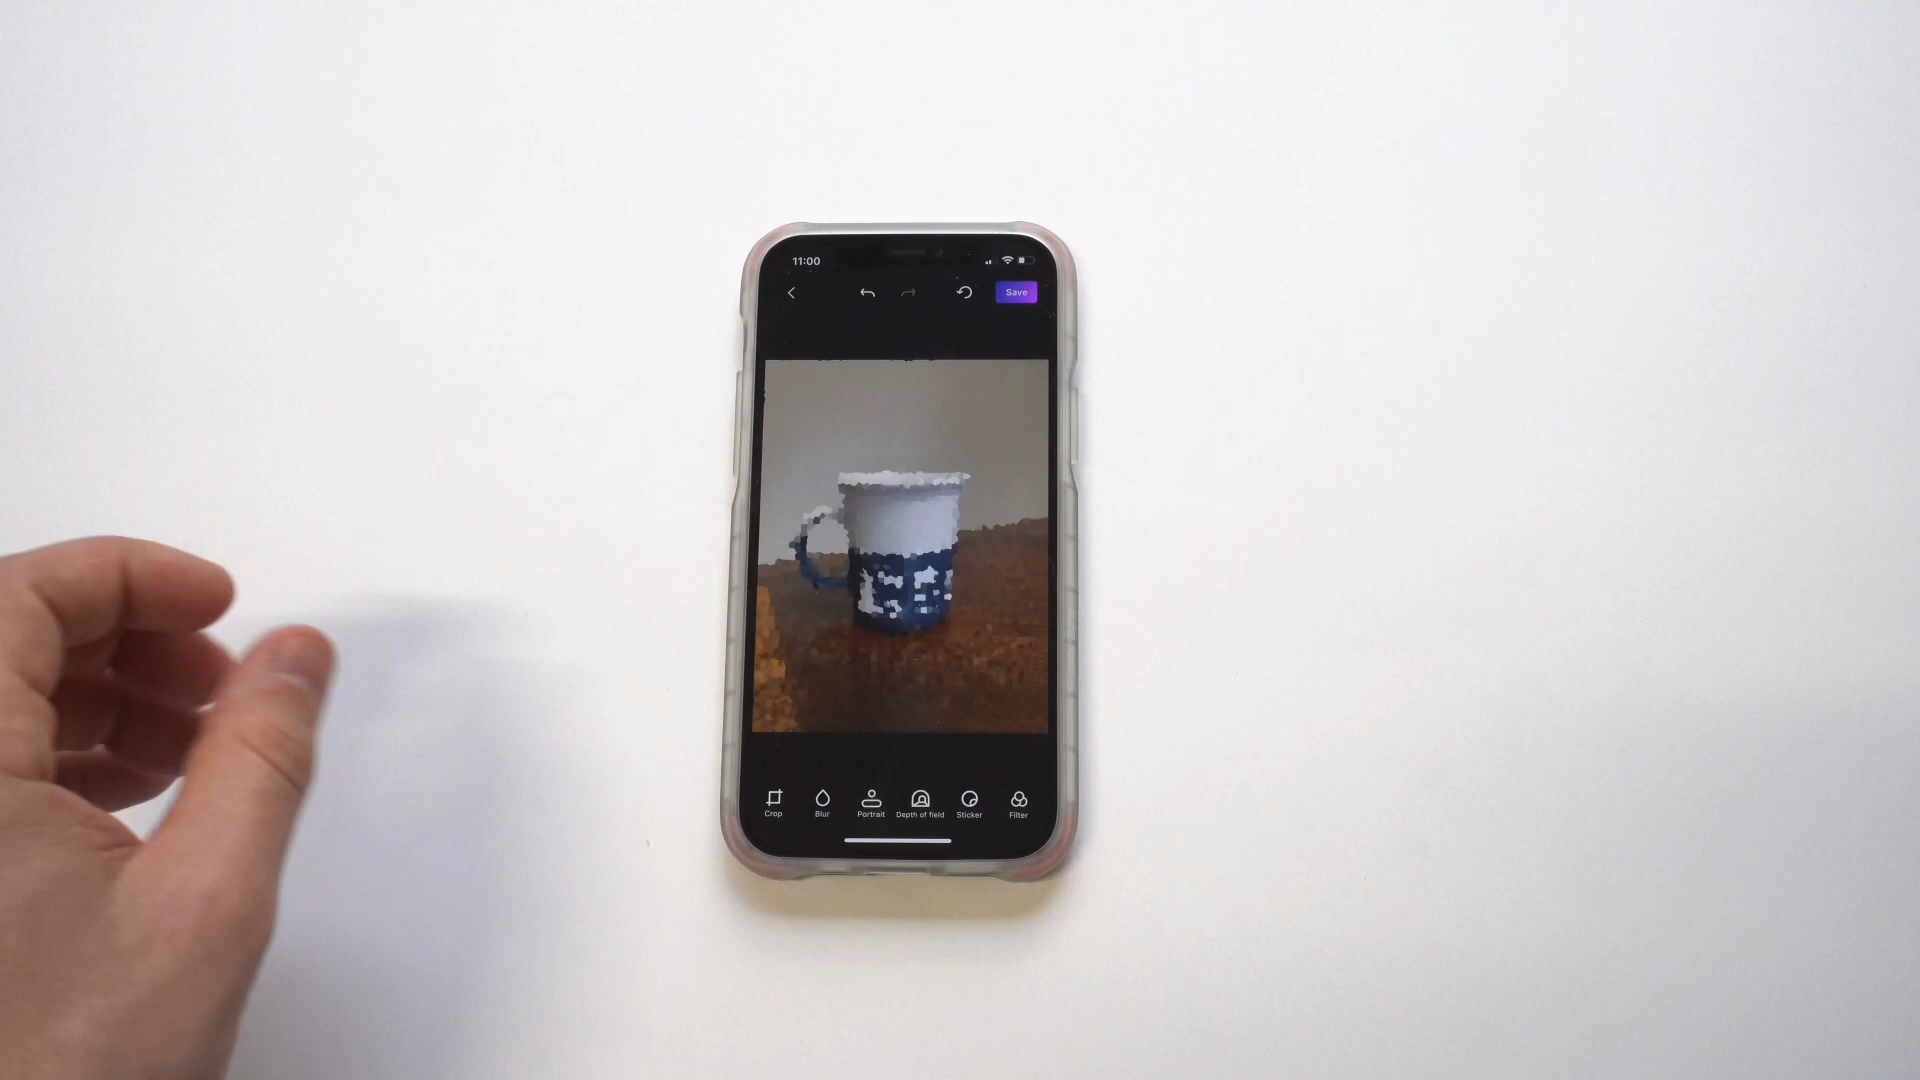 11:00
Save
Crop
Blur
Portrait
Depth of field
Sticker
Filter